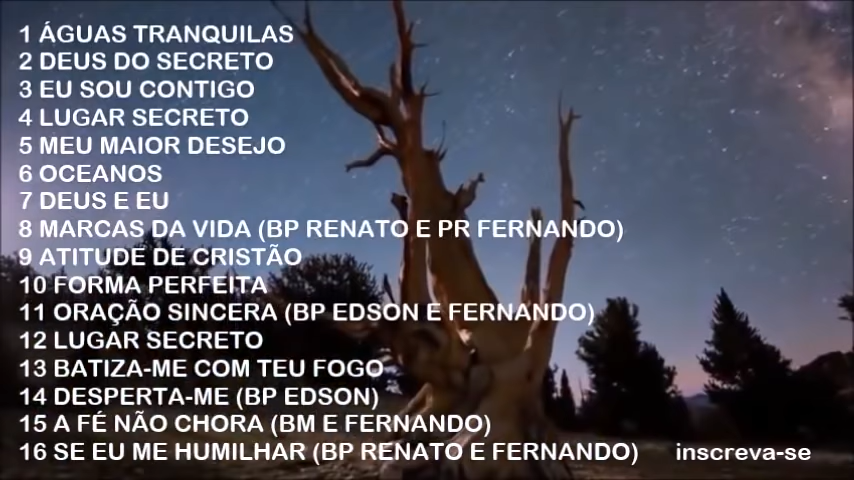 1 ÁGUAS TRANQUILAS
2 DEUS DO SECRETO
3 EU SOU CONTIGO
4 LUGAR SECRETO
5 MEU MAIOR DESEJO
6 OCEANOS
7 DEUS E EU
8 MARCAS DA VIDA (BP RENATO E PR FERNANDO)
9 ATITUDE DE CRISTÃO
10 FORMA PERFEITA
11 ORAÇÃO SINCERA (BP EDSON E FERNANDO)
12 LUGAR SECRETO
13 BATIZA-ME COM TEU FOGO
14 DESPERTA-ME (BP EDSON)
15 A FÉ NÃO CHORA (BM E FERNANDO)
16 SE EU ME HUMILHAR (BP RENATO E FERNANDO) inscreva-se